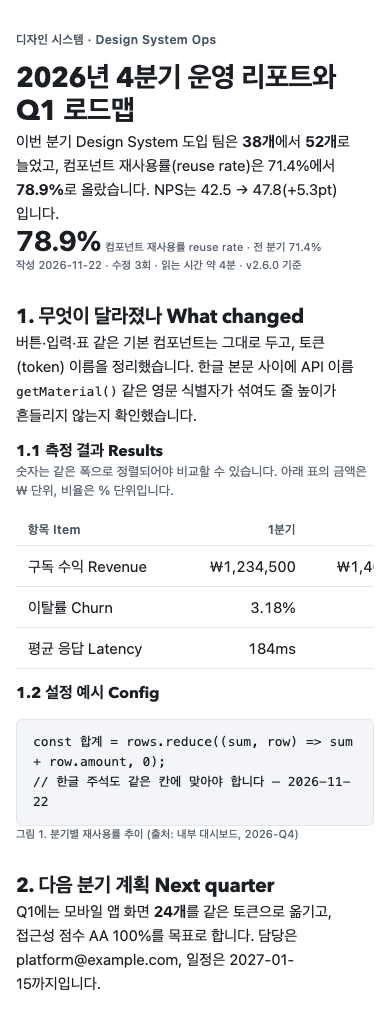 디자인 시스템 · Design System Ops
2026년 4분기 운영 리포트와
Q1 로드맵
이번 분기 Design System 도입 팀은 38개에서 52개로
늘었고, 컴포넌트 재사용률(reuse rate)은 71.4%에서
78.9%로 올랐습니다. NPS는 42.5 → 47.8(+5.3pt)
입니다.
78.9% 컴포넌트 재사용률 reuse rate · 전 분기 71.4%
작성 2026-11-22 · 수정 3회 · 읽는 시간 약 4분 · v2.6.0 기준
1. 무엇이 달라졌나 What changed
버튼·입력·표 같은 기본 컴포넌트는 그대로 두고, 토큰
(token) 이름을 정리했습니다. 한글 본문 사이에 API 이름
getMaterial() 같은 영문 식별자가 섞여도 줄 높이가
흔들리지 않는지 확인했습니다.
1.1 측정 결과 Results
숫자는 같은 폭으로 정렬되어야 비교할 수 있습니다. 아래 표의 금액은
₩ 단위, 비율은 % 단위입니다.
항목 Item 1분기
구독 수익 Revenue ₩1,234,500
이탈률 Churn 3.18%
평균 응답 Latency 184ms
1.2 설정 예시 Config
const 합계 = rows.reduce((sum, row) => sum
+ row.amount, 0);
// 한글 주석도 같은 칸에 맞아야 합니다 — 2026-11-
22
그림 1. 분기별 재사용률 추이 (출처: 내부 대시보드, 2026-Q4)
2. 다음 분기 계획 Next quarter
Q1에는 모바일 앱 화면 24개를 같은 토큰으로 옮기고,
접근성 점수 AA 100%를 목표로 합니다. 담당은
platform@example.com, 일정은 2027-01-
15까지입니다.